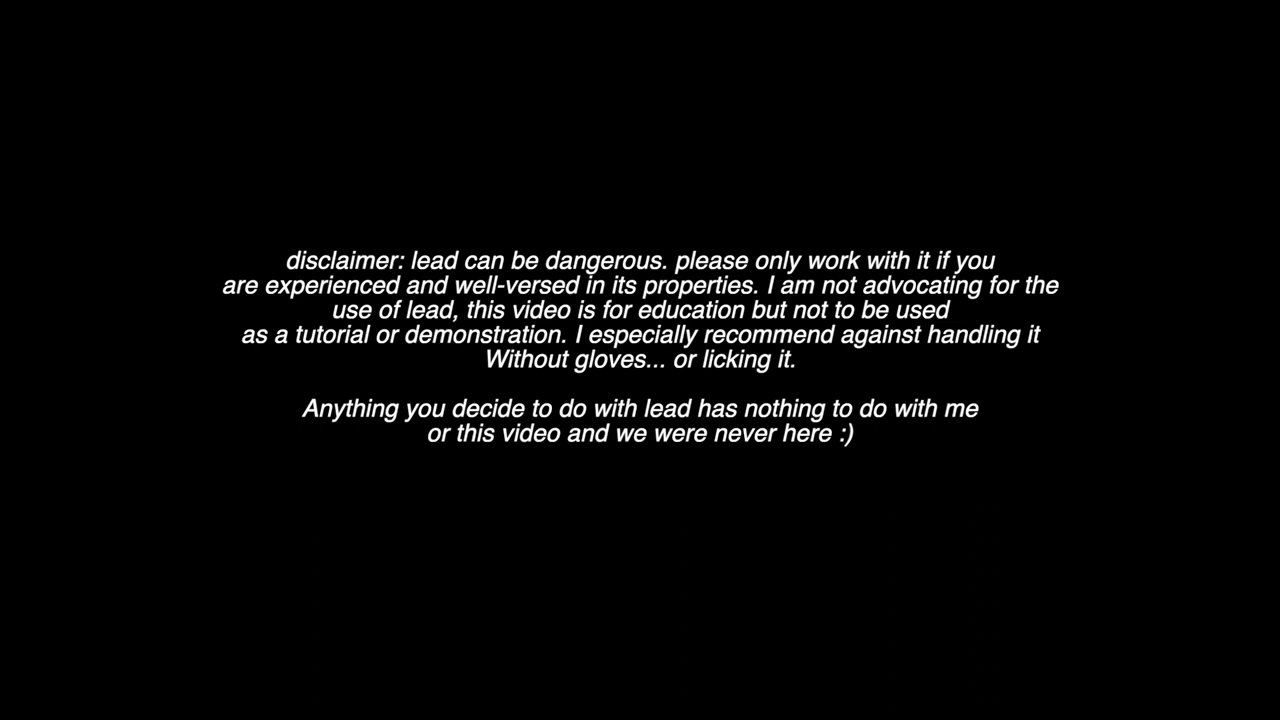 disclaimer: lead can be dangerous. please only work with it if you
are experienced and well-versed in its properties. I am not advocating for the
use of lead, this video is for education but not to be used
as a tutorial or demonstration. I especially recommend against handling it
Without gloves... or licking it.
Anything you decide to do with lead has nothing to do with me
or this video and we were never here :)